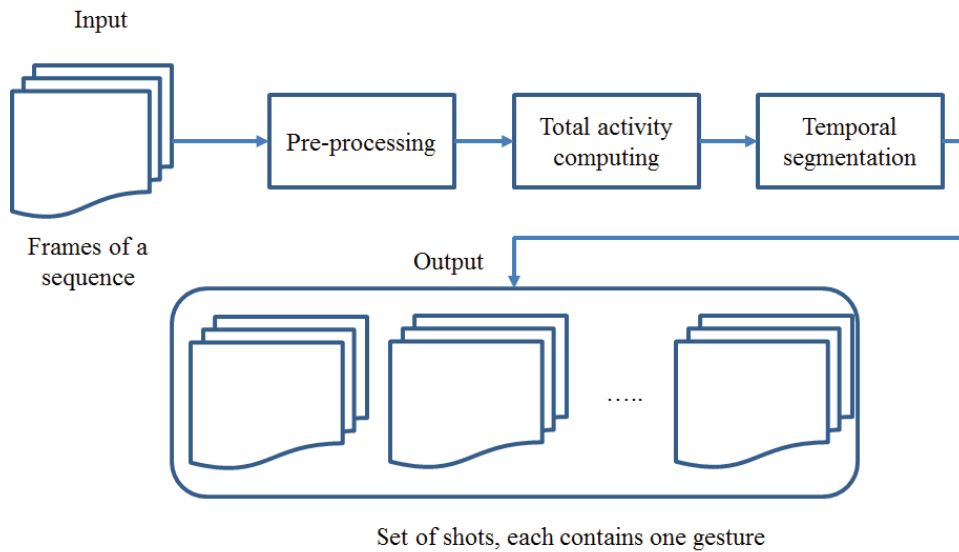 Input
Pre-processing
Total activity
computing
Temporal
segmentation
Frames of a
sequence
Output
.....
Set of shots, each contains one gesture